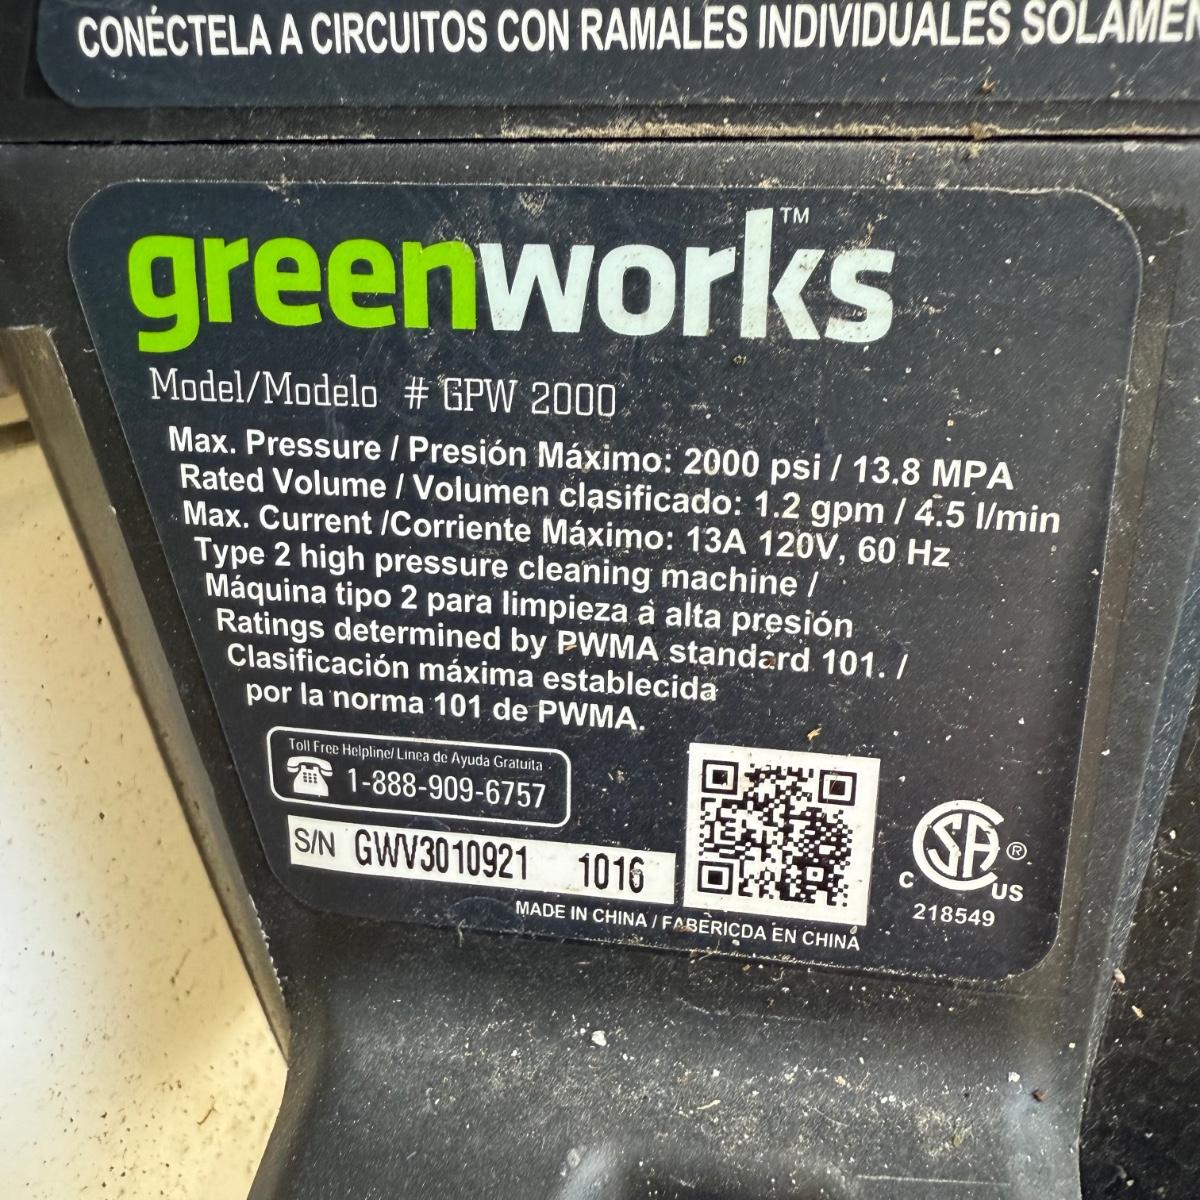 CONÉCTELA A CIRCUITOS CON RAMALES INDIVIDUALES
greenworks™
Model/Modelo # GPW 2000
Max. Pressure / Presión Máximo: 2000 psi / 13.8 MPA
Rated Volume / Volumen clasificado: 1.2 gpm / 4.5 l/min
Max. Current /Corriente Máximo: 13A 120V, 60 Hz
Type 2 high pressure cleaning machine /
Máquina tipo 2 para limpieza a alta presión
Ratings determined by PWMA standard 101. /
Clasificación máxima establecida
por la norma 101 de PWMA.
Toll Free Helpline/ Linea de Ayuda Gratuita
1-888-909-6757
S/N GWV3010921 1016
MADE IN CHINA / FABERICDA EN CHINA
C SA ® US
218549